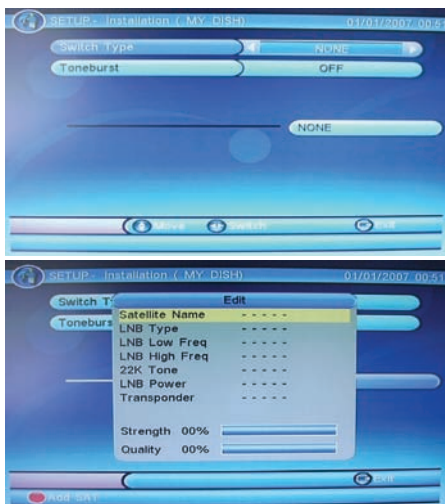 SETUP - Installation ( MY DISH) 01/01/2007 00:51
Switch Type NONE
Toneburst OFF
NONE
Move Switch Exit
SETUP - Installation ( MY DISH) 01/01/2007 00:51
Switch T
Toneburs
Edit
Satellite Name - - - - -
LNB Type - - - - -
LNB Low Freq - - - - -
LNB High Freq - - - - -
22K Tone - - - - -
LNB Power - - - - -
Transponder - - - - -
Strength 00%
Quality 00%
Exit
Add SAT